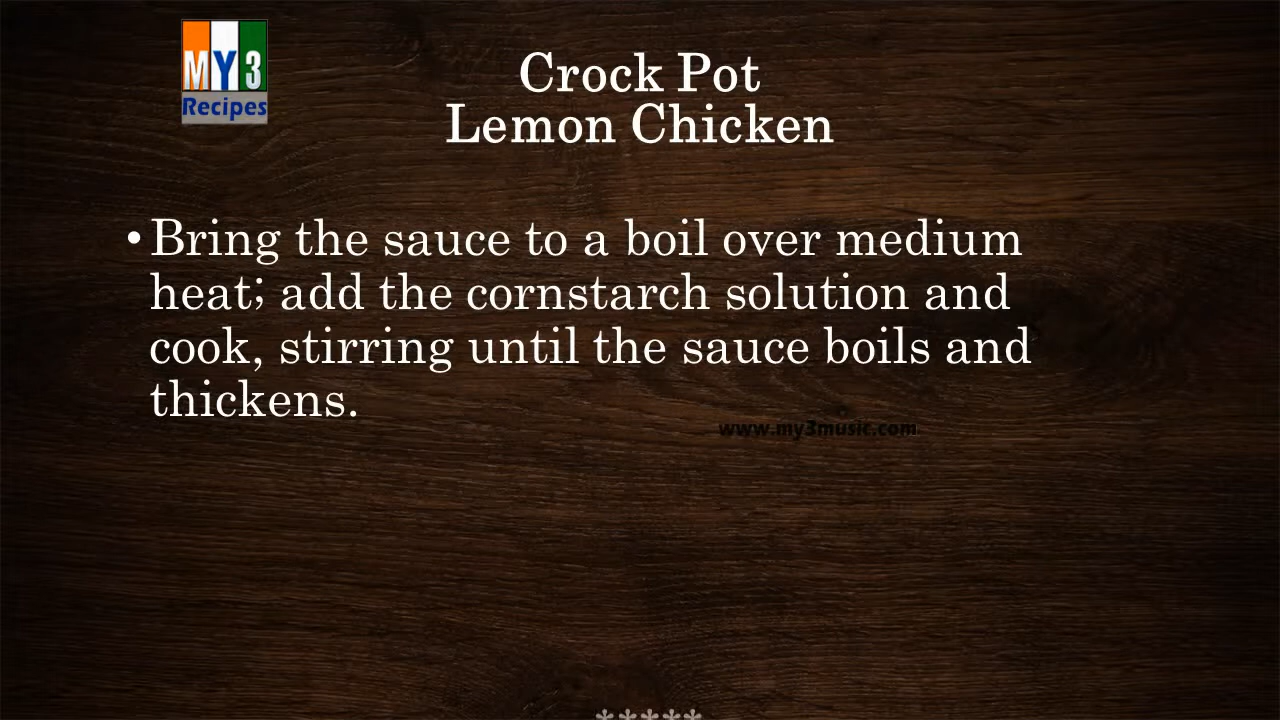 MY3
Recipes
Crock Pot
Lemon Chicken
•Bring the sauce to a boil over medium
heat; add the cornstarch solution and
cook, stirring until the sauce boils and
thickens.
www.my3music.com
*****